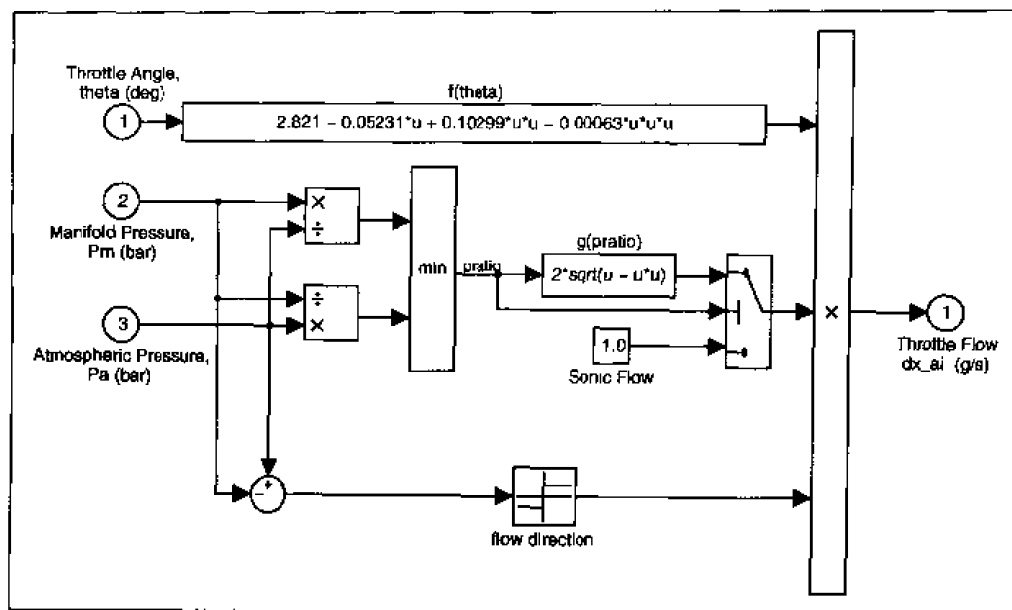 Throttle Angle,
theta (deg)
1
f(theta)
2.821 - 0.05231*u + 0.10299*u*u - 0.00063*u*u*u
2
Manifold Pressure,
Pm (bar)
×
÷
÷
×
min
pratio
g(pratio)
2*sqrt(u - u*u)
1.0
Sonic Flow
3
Atmospheric Pressure,
Pa (bar)
×
1
Throttle Flow
dx_ai (g/s)
- +
flow direction